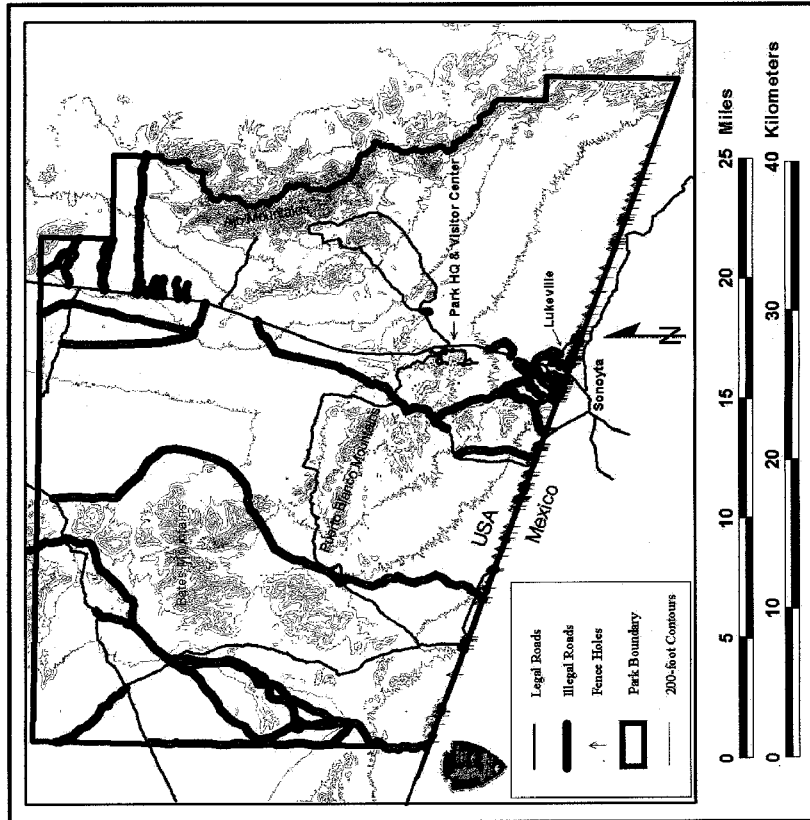 Ajo Mountains
Park HQ & Visitor Center
Bates Mountains
Puerto Blanco Mountains
Lukeville
Sonoyta
USA
Mexico
N
Legal Roads
Illegal Roads
Fence Holes
Park Boundary
200-foot Contours
Miles
0 5 10 15 20 25
Kilometers
0 10 20 30 40